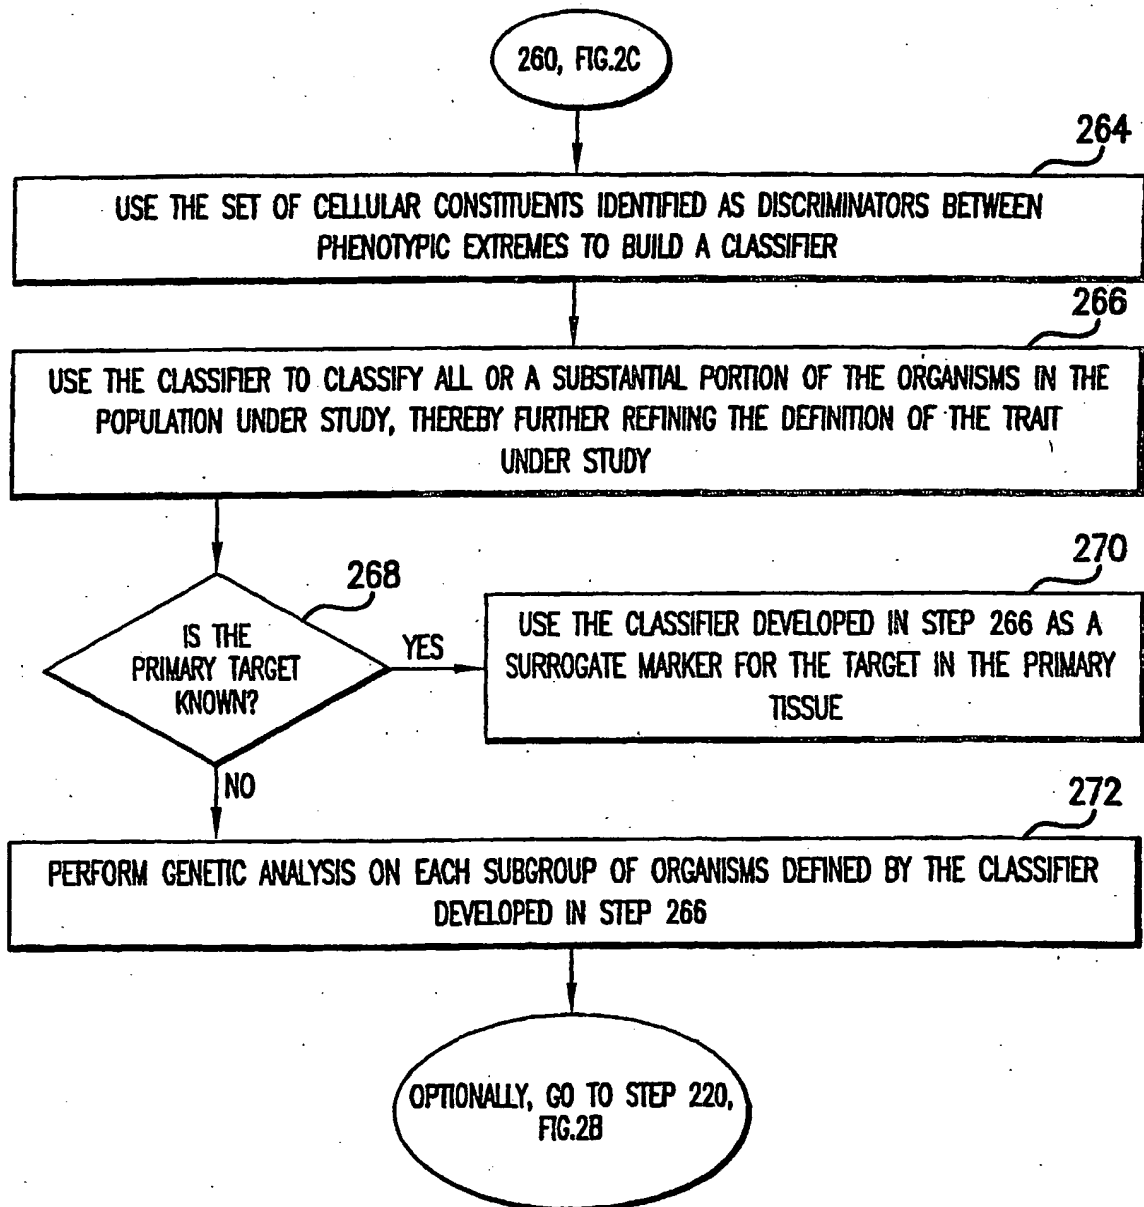 260, FIG.2C
264
USE THE SET OF CELLULAR CONSTITUENTS IDENTIFIED AS DISCRIMINATORS BETWEEN
PHENOTYPIC EXTREMES TO BUILD A CLASSIFIER
266
USE THE CLASSIFIER TO CLASSIFY ALL OR A SUBSTANTIAL PORTION OF THE ORGANISMS IN THE
POPULATION UNDER STUDY, THEREBY FURTHER REFINING THE DEFINITION OF THE TRAIT
UNDER STUDY
268
IS THE
PRIMARY TARGET
KNOWN?
YES
270
USE THE CLASSIFIER DEVELOPED IN STEP 266 AS A
SURROGATE MARKER FOR THE TARGET IN THE PRIMARY
TISSUE
NO
272
PERFORM GENETIC ANALYSIS ON EACH SUBGROUP OF ORGANISMS DEFINED BY THE CLASSIFIER
DEVELOPED IN STEP 266
OPTIONALLY, GO TO STEP 220,
FIG.2B